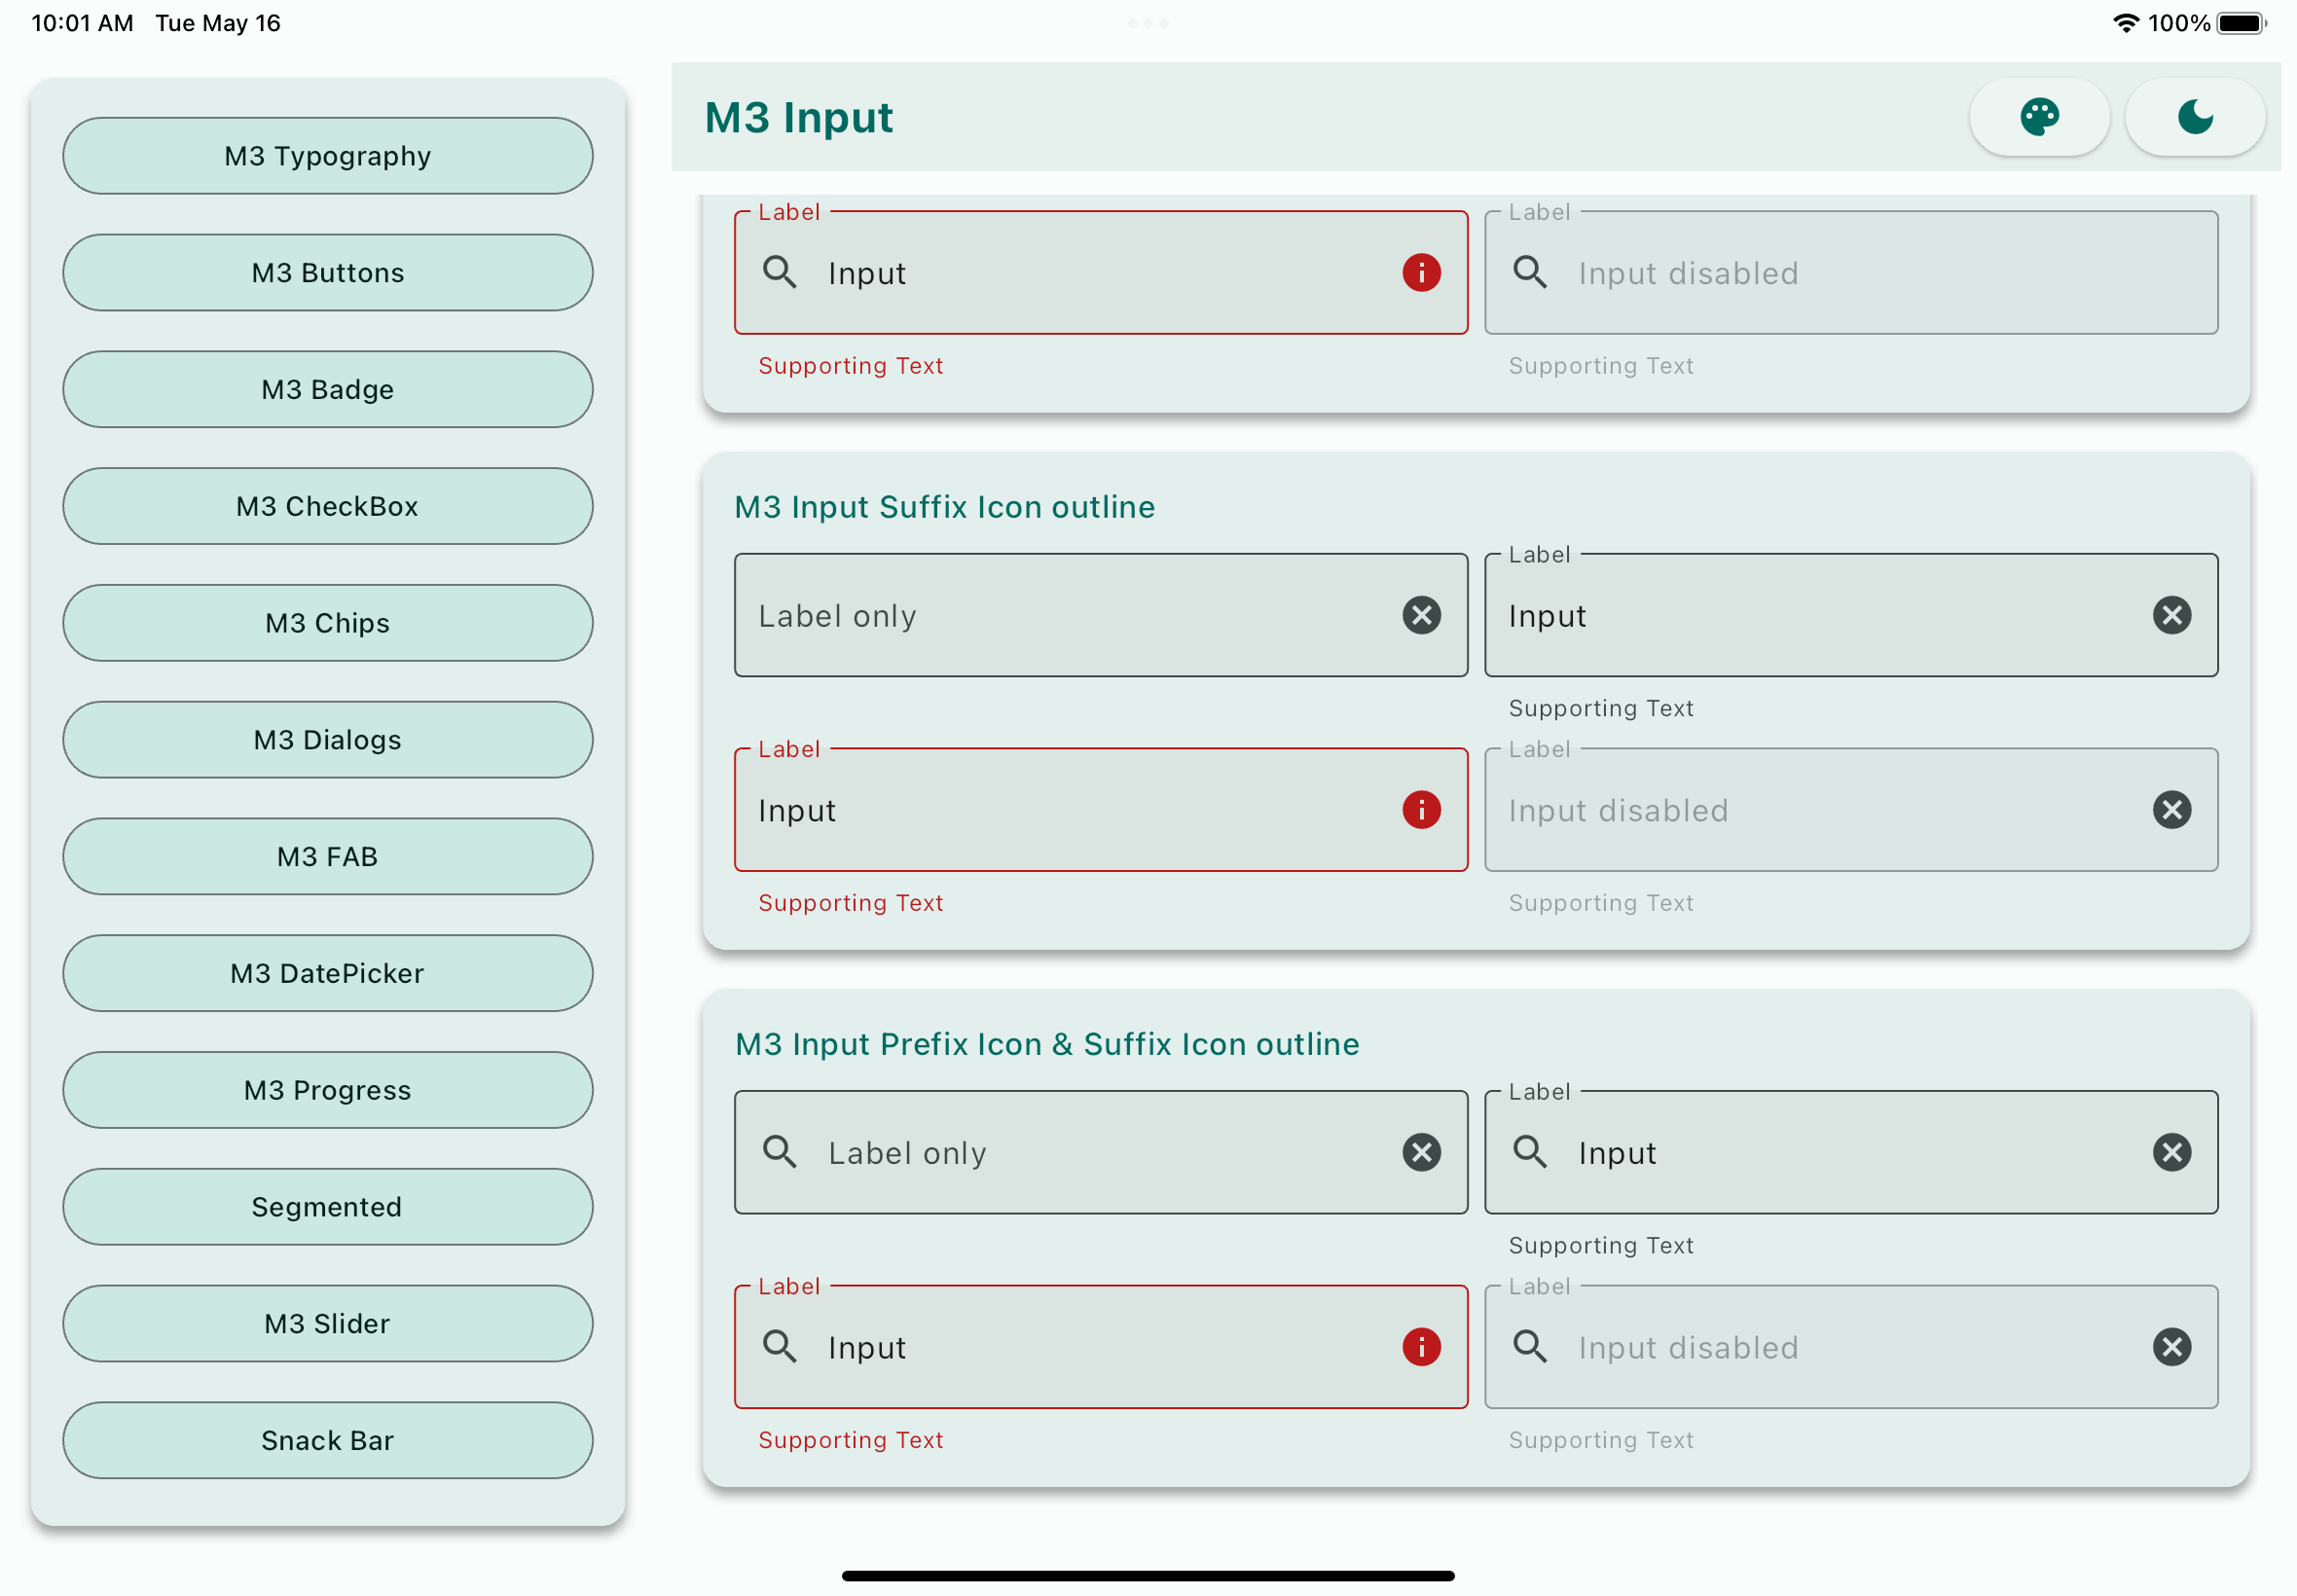 10:01 AM Tue May 16
100%
M3 Typography
M3 Buttons
M3 Badge
M3 CheckBox
M3 Chips
M3 Dialogs
M3 FAB
M3 DatePicker
M3 Progress
Segmented
M3 Slider
Snack Bar
M3 Input
Label
Input
Supporting Text
Label
Input disabled
Supporting Text
M3 Input Suffix Icon outline
Label only
Label
Input
Supporting Text
Label
Input
Supporting Text
Label
Input disabled
Supporting Text
M3 Input Prefix Icon & Suffix Icon outline
Label only
Label
Input
Supporting Text
Label
Input
Supporting Text
Label
Input disabled
Supporting Text